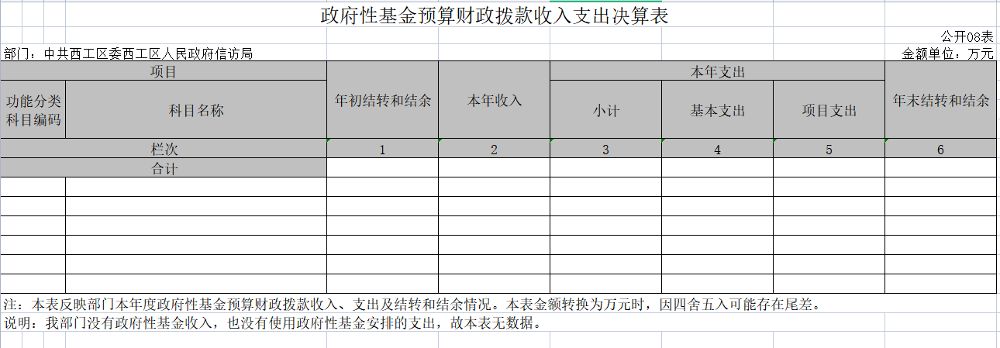 政府性基金预算财政拨款收入支出决算表
公开08表
部门：中共西工区委西工区人民政府信访局 金额单位：万元
项目 年初结转和结余 本年收入 本年支出 年末结转和结余
功能分类科目编码 科目名称 小计 基本支出 项目支出
栏次 1 2 3 4 5 6
合计
注：本表反映部门本年度政府性基金预算财政拨款收入、支出及结转和结余情况。本表金额转换为万元时，因四舍五入可能存在尾差。
说明：我部门没有政府性基金收入，也没有使用政府性基金安排的支出，故本表无数据。